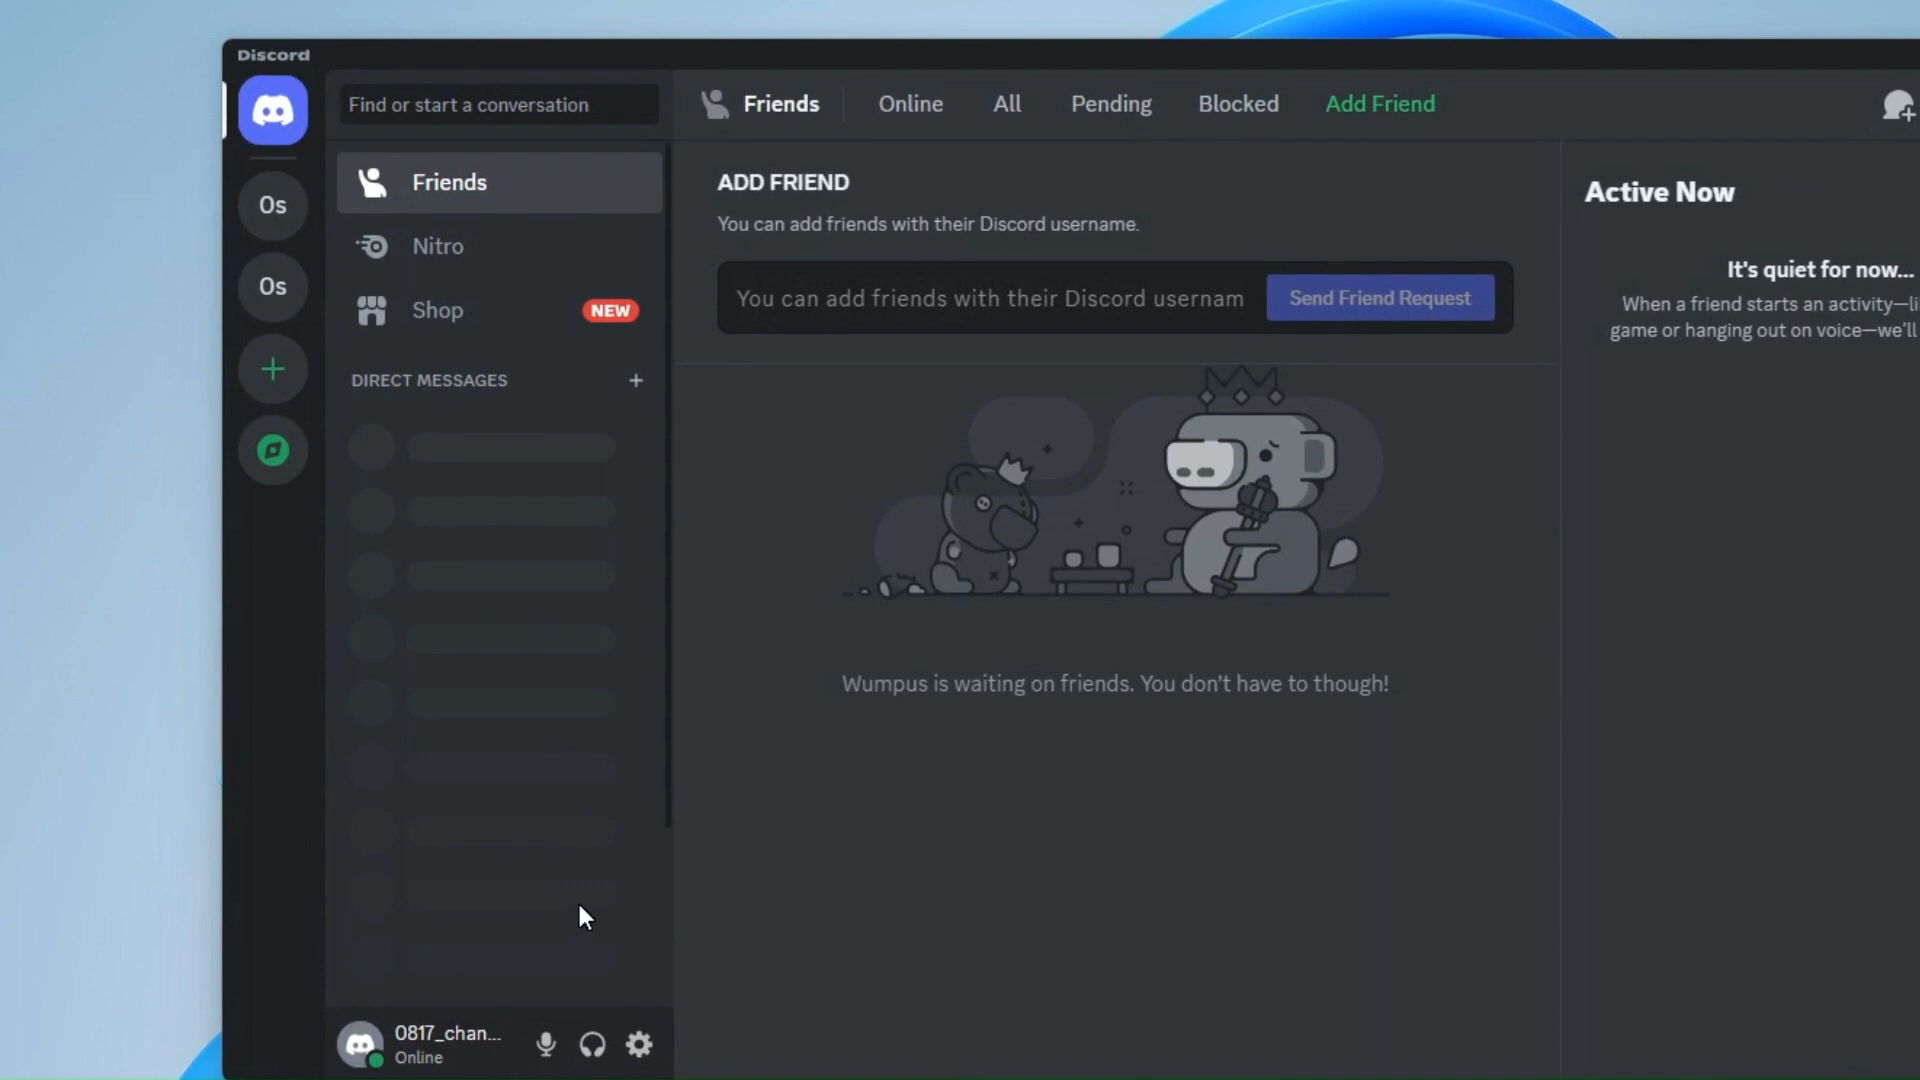 Discord
Find or start a conversation
Friends
Online
All
Pending
Blocked
Add Friend
Os
Os
Friends
Nitro
Shop
NEW
DIRECT MESSAGES
ADD FRIEND
You can add friends with their Discord username.
You can add friends with their Discord usernam
Send Friend Request
Wumpus is waiting on friends. You don't have to though!
Active Now
It's quiet for now...
When a friend starts an activity—li
game or hanging out on voice—we'll
0817_chan...
Online